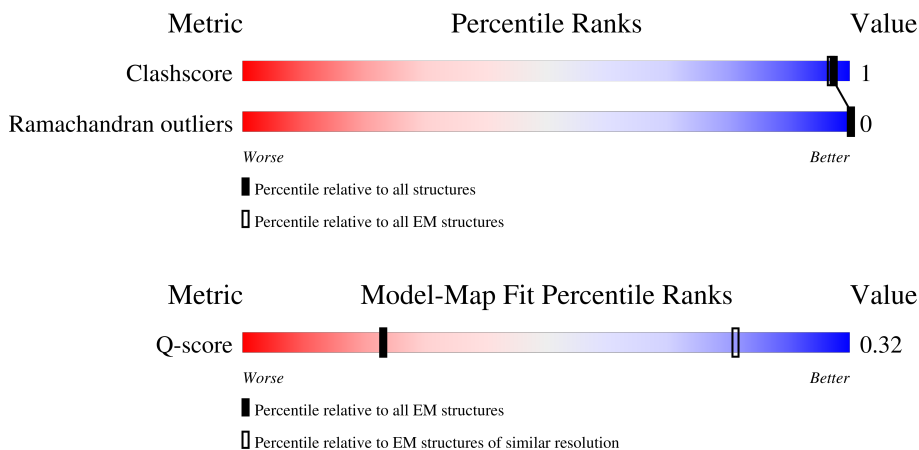 Metric Percentile Ranks Value
Clashscore 1
Ramachandran outliers 0
Worse Better
Percentile relative to all structures
Percentile relative to all EM structures
Metric Model-Map Fit Percentile Ranks Value
Q-score 0.32
Worse Better
Percentile relative to all EM structures
Percentile relative to EM structures of similar resolution